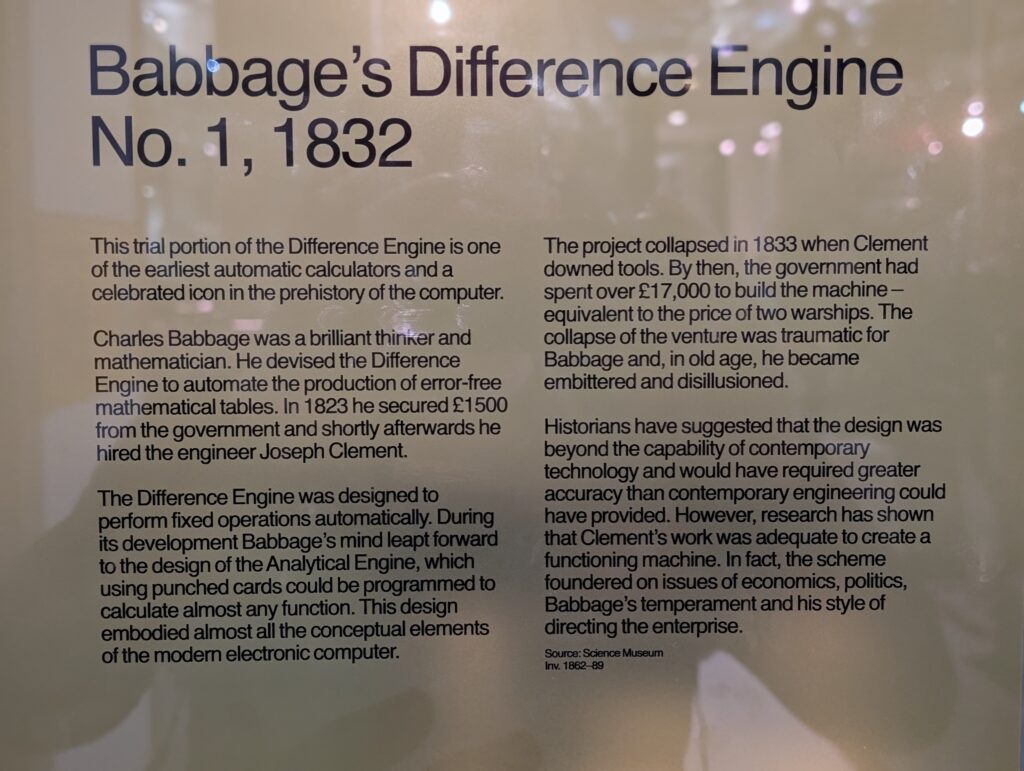 Babbage's Difference Engine
No. 1, 1832
This trial portion of the Difference Engine is one
of the earliest automatic calculators and a
celebrated icon in the prehistory of the computer.
Charles Babbage was a brilliant thinker and
mathematician. He devised the Difference
Engine to automate the production of error-free
mathematical tables. In 1823 he secured £1500
from the government and shortly afterwards he
hired the engineer Joseph Clement.
The Difference Engine was designed to
perform fixed operations automatically. During
its development Babbage's mind leapt forward
to the design of the Analytical Engine, which
using punched cards could be programmed to
calculate almost any function. This design
embodied almost all the conceptual elements
of the modern electronic computer.
The project collapsed in 1833 when Clement
downed tools. By then, the government had
spent over £17,000 to build the machine –
equivalent to the price of two warships. The
collapse of the venture was traumatic for
Babbage and, in old age, he became
embittered and disillusioned.
Historians have suggested that the design was
beyond the capability of contemporary
technology and would have required greater
accuracy than contemporary engineering could
have provided. However, research has shown
that Clement's work was adequate to create a
functioning machine. In fact, the scheme
foundered on issues of economics, politics,
Babbage's temperament and his style of
directing the enterprise.
Source: Science Museum
Inv. 1862–89